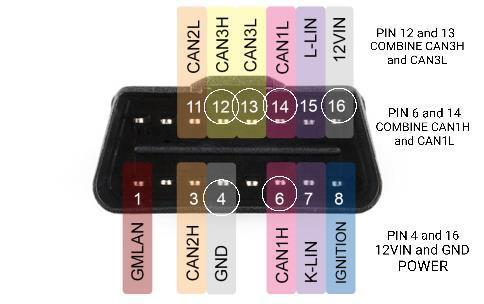 CAN2L
CAN3H
CAN3L
CAN1L
L-LIN
12VIN
PIN 12 and 13
COMBINE CAN3H
and CAN3L
11 12 13 14 15 16
PIN 6 and 14
COMBINE CAN1H
and CAN1L
1 3 4 6 7 8
GMLAN
CAN2H
GND
CAN1H
K-LIN
IGNITION
PIN 4 and 16
12VIN and GND
POWER